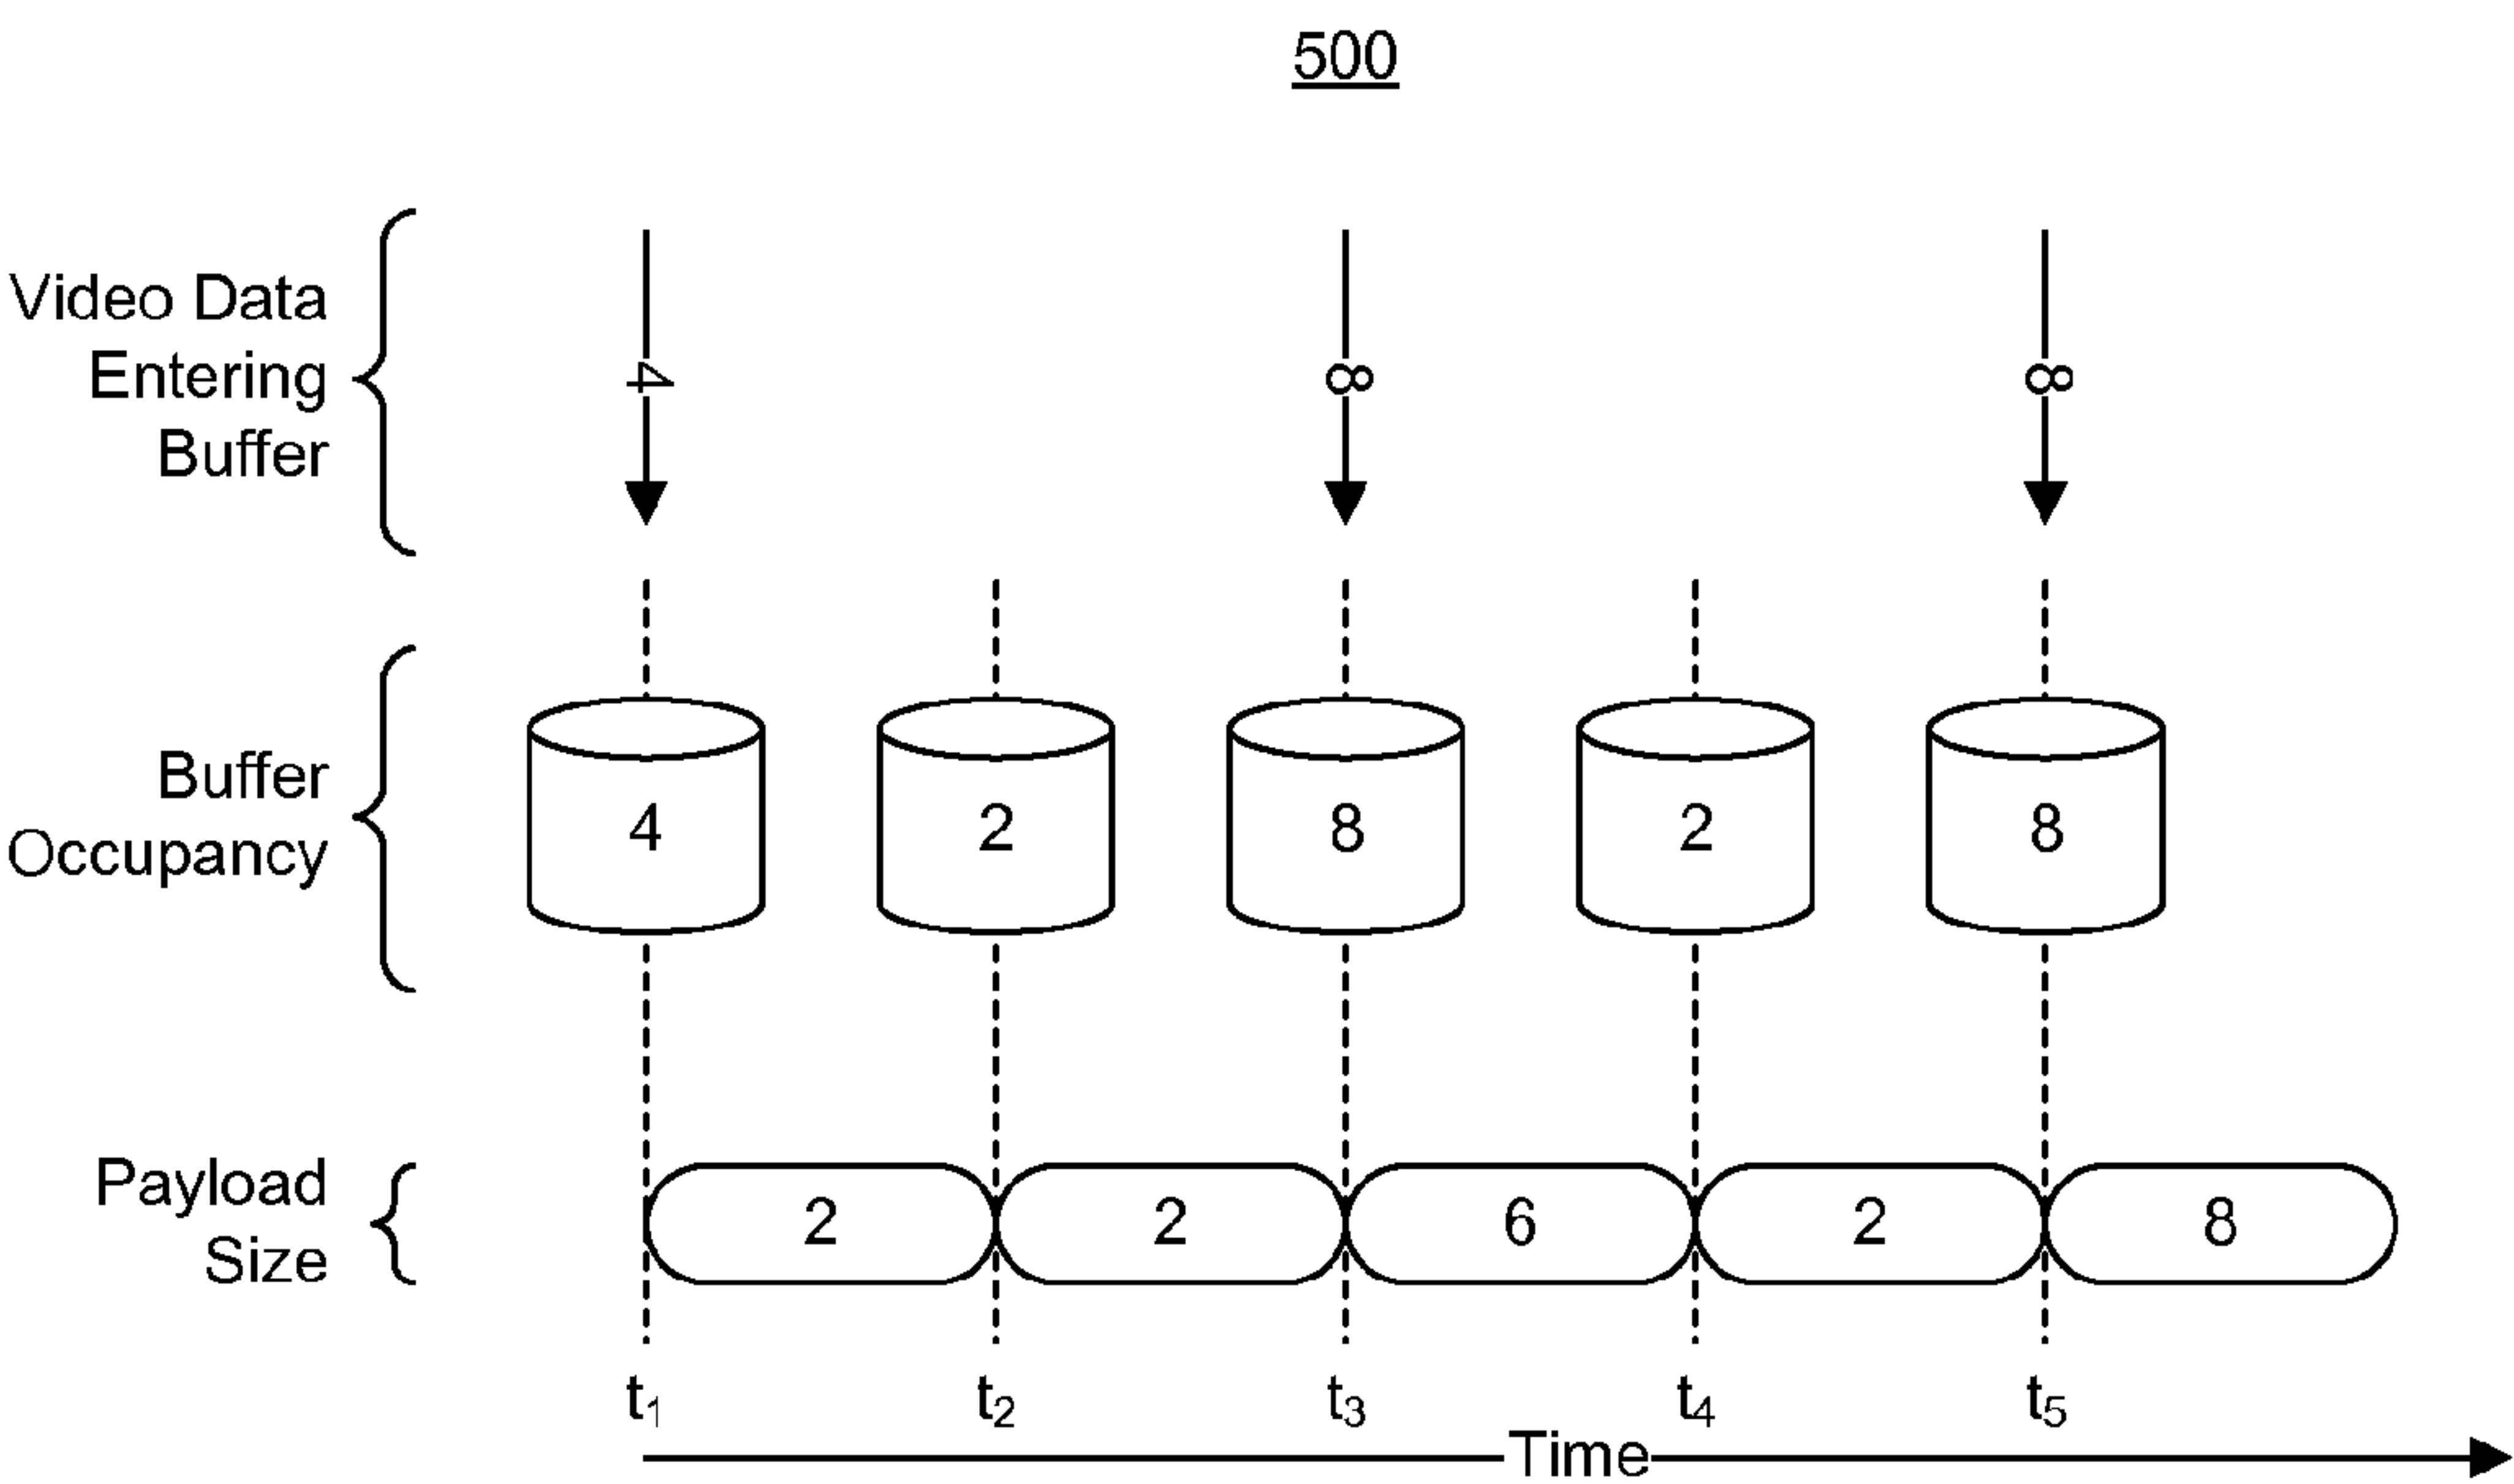 500
Video Data
Entering
Buffer
4
8
8
Buffer
Occupancy
4
2
8
2
8
Payload
Size
2
2
6
2
8
t1
t2
t3
t4
t5
Time